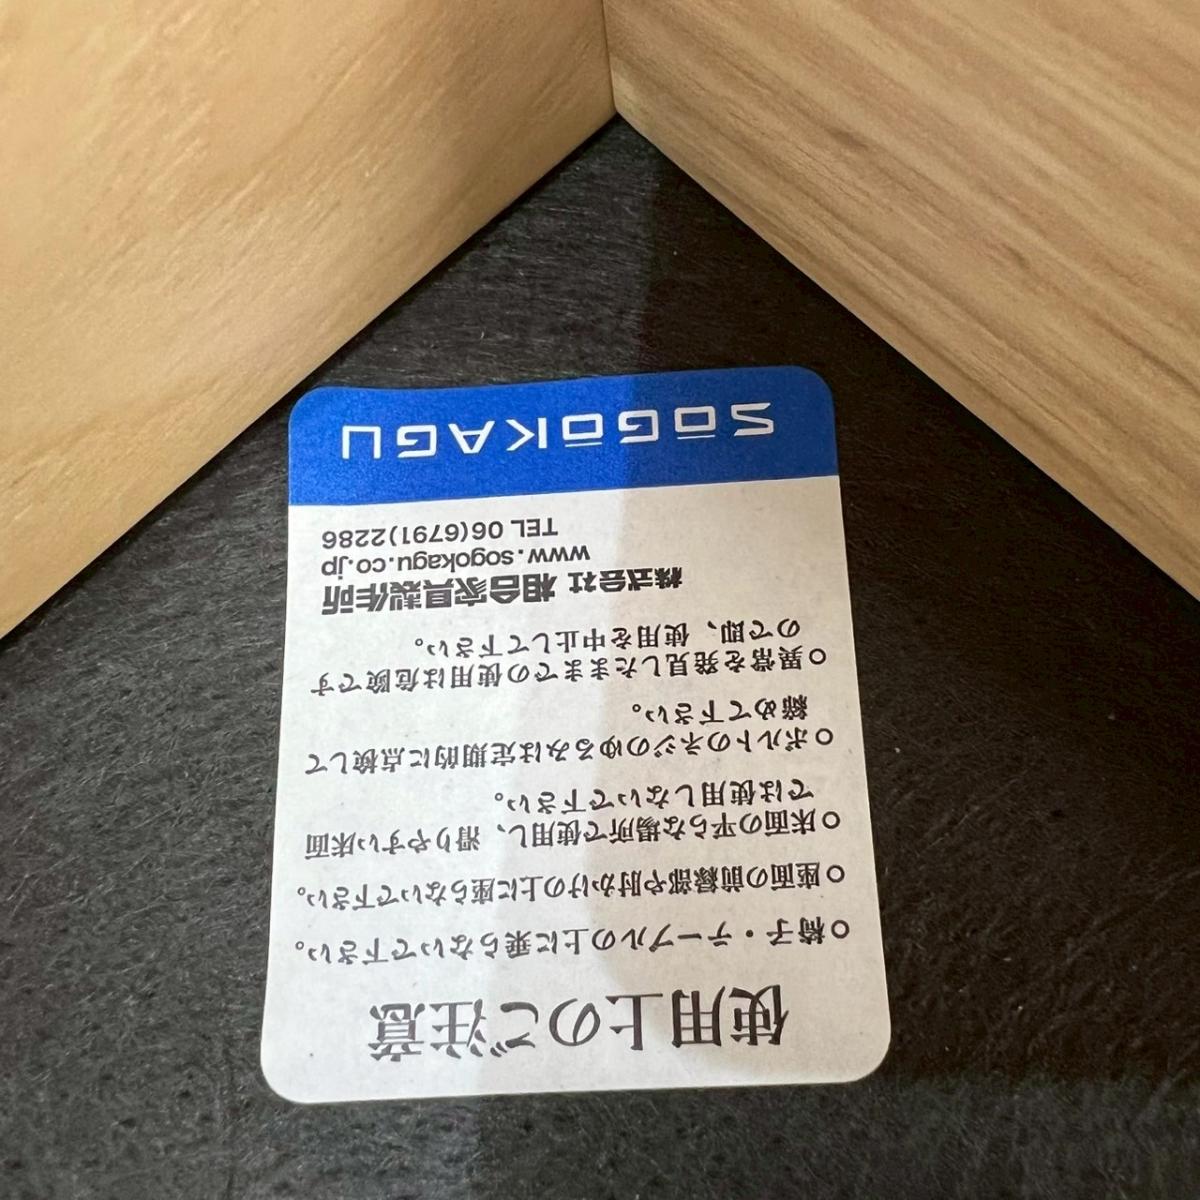 使用上のご注意
○椅子・テーブルの上に乗らないで下さい。
○座面の前縁部や肘かけの上に座らないで下さい。
○床面の平らな場所で使用し、滑りやすい床面
では使用しないで下さい。
○ボルトのネジのゆるみは定期的に点検して
締めて下さい。
○異常を発見したままでの使用は危険です
ので即、使用を中止して下さい。
株式会社 相合家具製作所
www.sogokagu.co.jp
TEL 06(6791)2286
SŌGŌKAGU